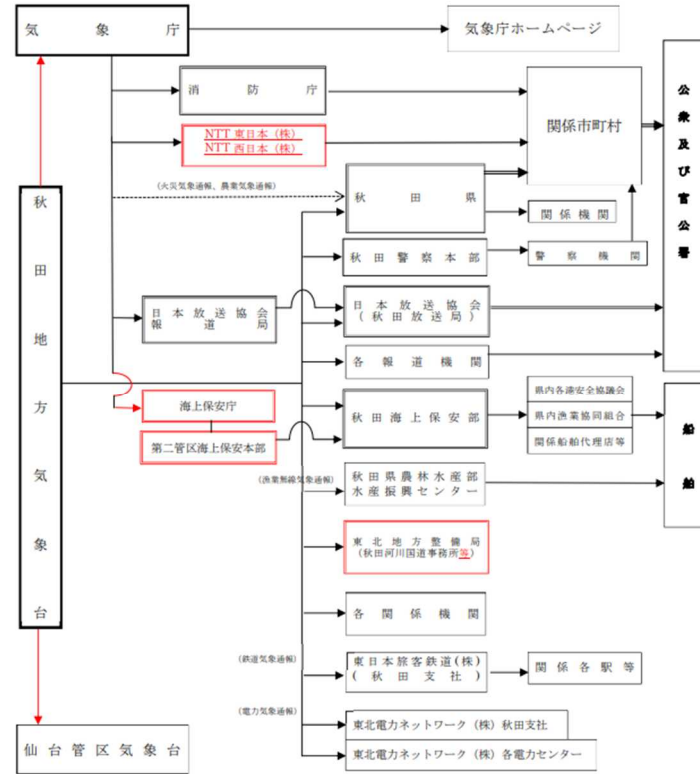 気象庁
気象庁ホームページ
消防庁
NTT 東日本（株）
NTT 西日本（株）
関係市町村
公衆及び官公署
(火災気象通報、農業気象通報)
秋田県
関係機関
秋田地方気象台
秋田警察本部
警察機関
日本放送協会
報道局
日本放送協会
(秋田放送局)
各報道機関
海上保安庁
第二管区海上保安本部
秋田海上保安部
県内各港安全協議会
県内漁業協同組合
関係船舶代理店等
船舶
(漁業無線気象通報)
秋田県農林水産部
水産振興センター
東北地方整備局
(秋田河川国道事務所等)
各関係機関
(鉄道気象通報)
東日本旅客鉄道(株)
(秋田支社)
関係各駅等
(電力気象通報)
東北電力ネットワーク（株）秋田支社
東北電力ネットワーク（株）各電力センター
仙台管区気象台